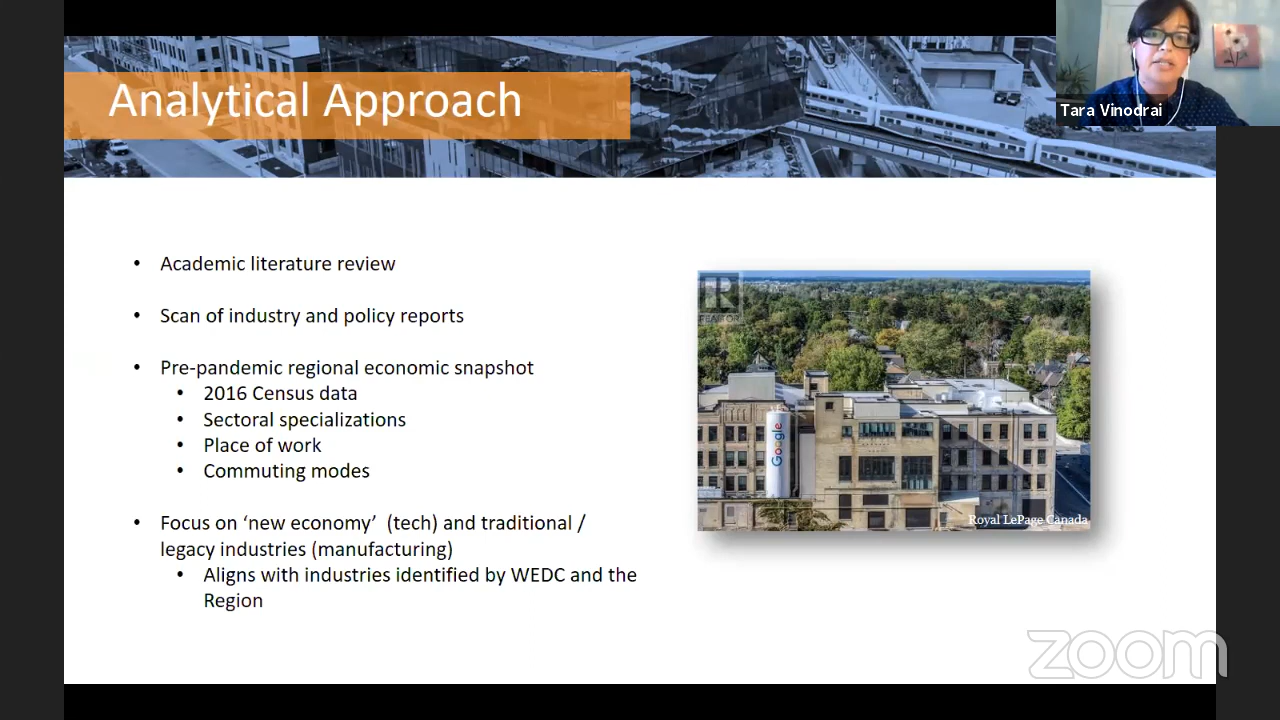 Analytical Approach
Tara Vinodrai
• Academic literature review
• Scan of industry and policy reports
• Pre-pandemic regional economic snapshot
• 2016 Census data
• Sectoral specializations
• Place of work
• Commuting modes
• Focus on ‘new economy’ (tech) and traditional /
legacy industries (manufacturing)
• Aligns with industries identified by WEDC and the
Region
R
REALTOR
Google
Royal LePage Canada
zoom